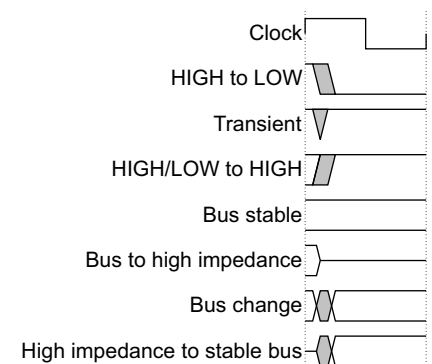 Clock
HIGH to LOW
Transient
HIGH/LOW to HIGH
Bus stable
Bus to high impedance
Bus change
High impedance to stable bus